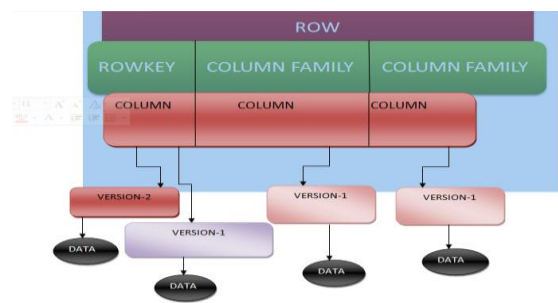 ROW
ROWKEY COLUMN FAMILY COLUMN FAMILY
COLUMN COLUMN COLUMN
VERSION-2 VERSION-1 VERSION-1
VERSION-1
DATA
DATA
DATA
DATA